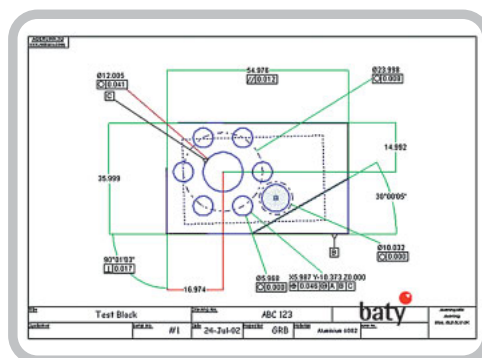 54.978
// 0.012
Ø23.998
○ 0.008
Ø12.005
○ 0.041
C
14.992
35.999
30°00'05"
B
B
Ø10.032
○ 0.000
90°01'03"
⊥ 0.017
16.974
Ø5.968
○ 0.008
X5.987 Y-10.373 Z0.000
⌖ 0.046 Ⓜ A B C
Test Block
ABC 123
#1
24-Jul-02
GRB
Aluminium 6082
baty